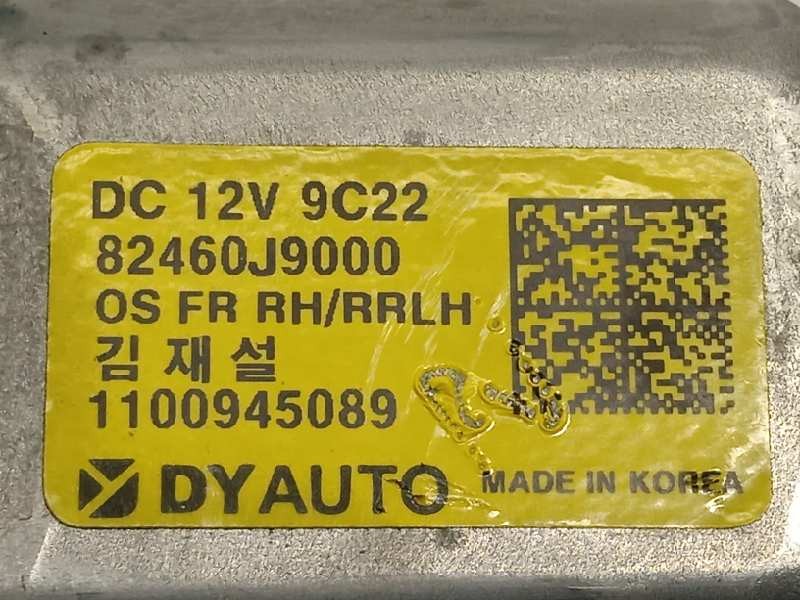 DC 12V 9C22
82460J9000
OS FR RH/RRLH
김재설
1100945089
DYAUTO
MADE IN KOREA